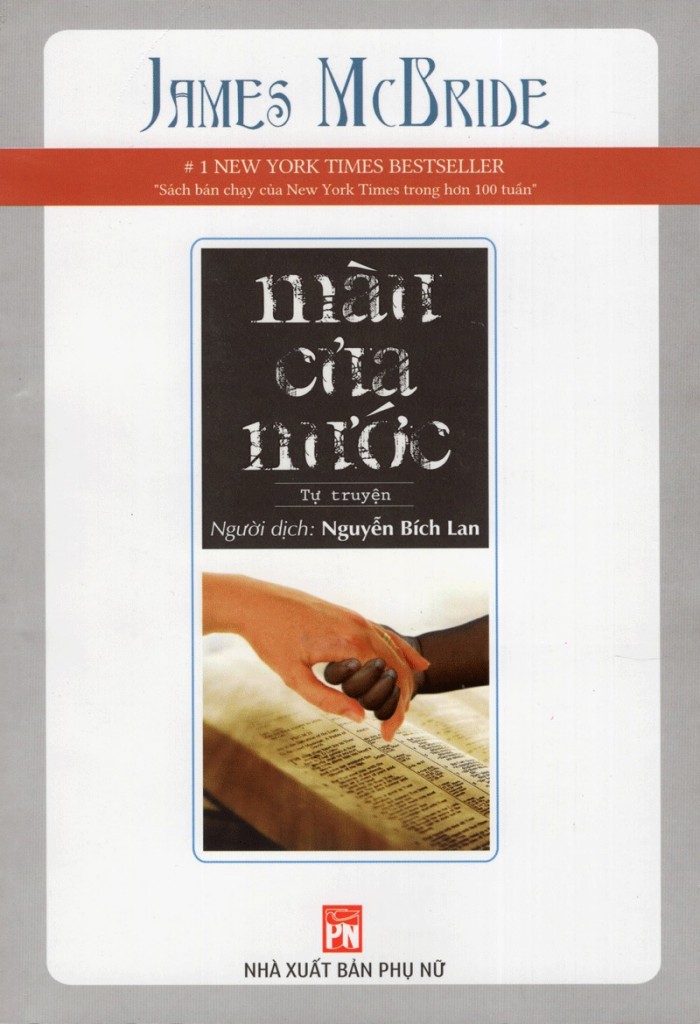 JAMES MCBRIDE
# 1 NEW YORK TIMES BESTSELLER
"Sách bán chạy của New York Times trong hơn 100 tuần"
màu
của
nước
Tự truyện
Người dịch: Nguyễn Bích Lan
PN
NHÀ XUẤT BẢN PHỤ NỮ